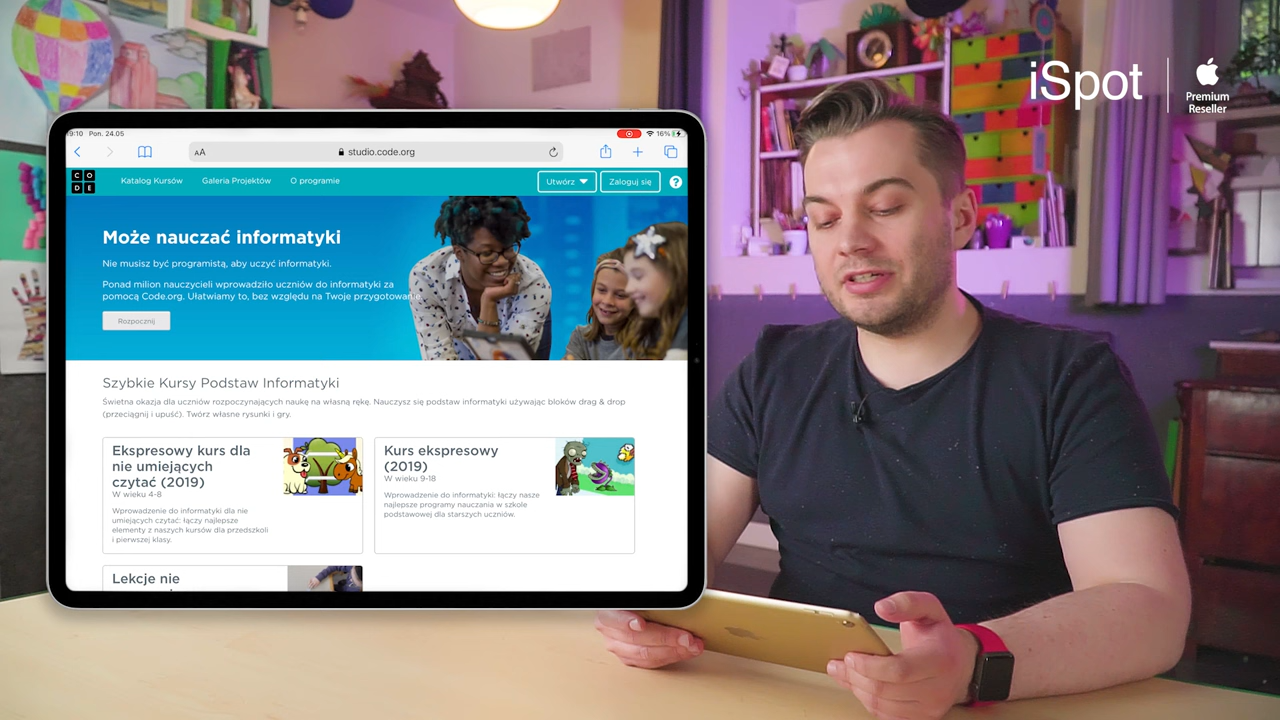 iSpot
Premium
Reseller
9:10 Pon. 24.05
16%
AA
studio.code.org
C O
D E
Katalog Kursów
Galeria Projektów
O programie
Utwórz
Zaloguj się
?
Może nauczać informatyki
Nie musisz być programistą, aby uczyć informatyki.
Ponad milion nauczycieli wprowadziło uczniów do informatyki za
pomocą Code.org. Ułatwiamy to, bez względu na Twoje przygotowanie.
Rozpocznij
Szybkie Kursy Podstaw Informatyki
Świetna okazja dla uczniów rozpoczynających naukę na własną rękę. Nauczysz się podstaw informatyki używając bloków drag & drop
(przeciągnij i upuść). Twórz własne rysunki i gry.
Ekspresowy kurs dla
nie umiejących
czytać (2019)
W wieku 4-8
Wprowadzenie do informatyki dla nie
umiejących czytać: łączy najlepsze
elementy z naszych kursów dla przedszkoli
i pierwszej klasy.
Kurs ekspresowy
(2019)
W wieku 9-18
Wprowadzenie do informatyki: łączy nasze
najlepsze programy nauczania w szkole
podstawowej dla starszych uczniów.
Lekcje nie